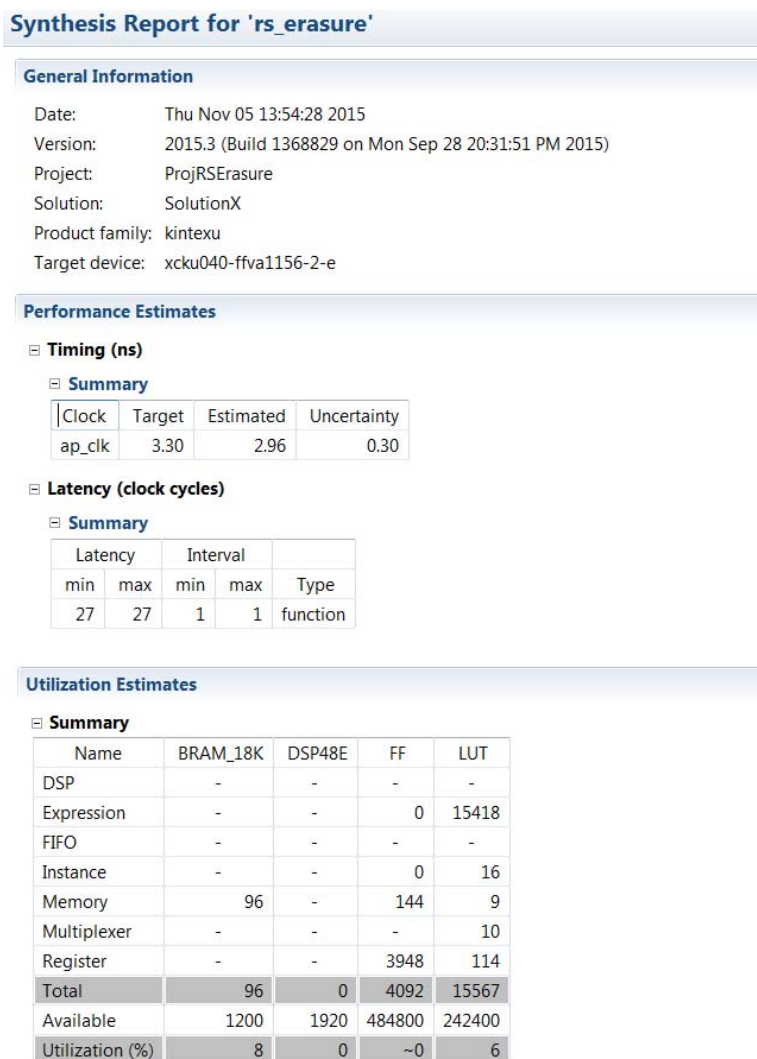 Synthesis Report for 'rs_erasure'
General Information
Date: Thu Nov 05 13:54:28 2015
Version: 2015.3 (Build 1368829 on Mon Sep 28 20:31:51 PM 2015)
Project: ProjRSErasure
Solution: SolutionX
Product family: kintexu
Target device: xcku040-ffva1156-2-e
Performance Estimates
Timing (ns)
Summary
Clock Target Estimated Uncertainty
ap_clk 3.30 2.96 0.30
Latency (clock cycles)
Summary
Latency Interval
min max min max Type
27 27 1 1 function
Utilization Estimates
Summary
Name BRAM_18K DSP48E FF LUT
DSP - - - -
Expression - - 0 15418
FIFO - - - -
Instance - - 0 16
Memory 96 - 144 9
Multiplexer - - - 10
Register - - 3948 114
Total 96 0 4092 15567
Available 1200 1920 484800 242400
Utilization (%) 8 0 ~0 6